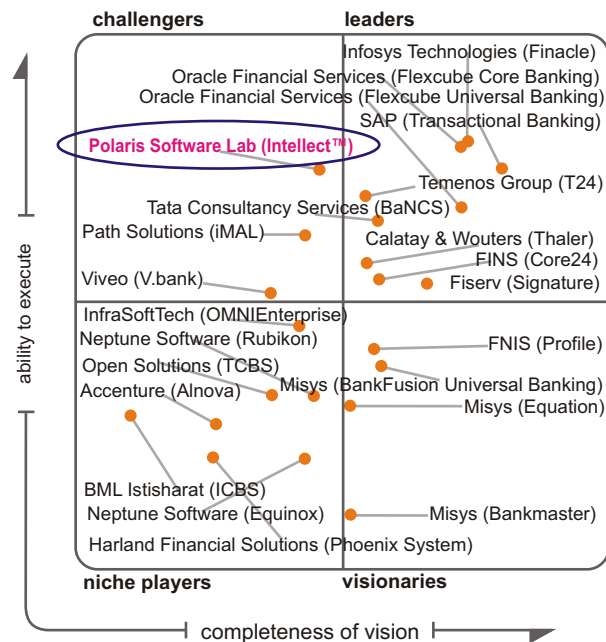 challengers
leaders
Infosys Technologies (Finacle)
Oracle Financial Services (Flexcube Core Banking)
Oracle Financial Services (Flexcube Universal Banking)
SAP (Transactional Banking)
Polaris Software Lab (Intellect™)
Temenos Group (T24)
Tata Consultancy Services (BaNCS)
Path Solutions (iMAL)
Calatay & Wouters (Thaler)
FINS (Core24)
Viveo (V.bank)
Fiserv (Signature)
InfraSoftTech (OMNIEnterprise)
Neptune Software (Rubikon)
FNIS (Profile)
Open Solutions (TCBS)
Misys (BankFusion Universal Banking)
Accenture (Alnova)
Misys (Equation)
BML Istisharat (ICBS)
Neptune Software (Equinox)
Misys (Bankmaster)
Harland Financial Solutions (Phoenix System)
niche players
visionaries
ability to execute
completeness of vision